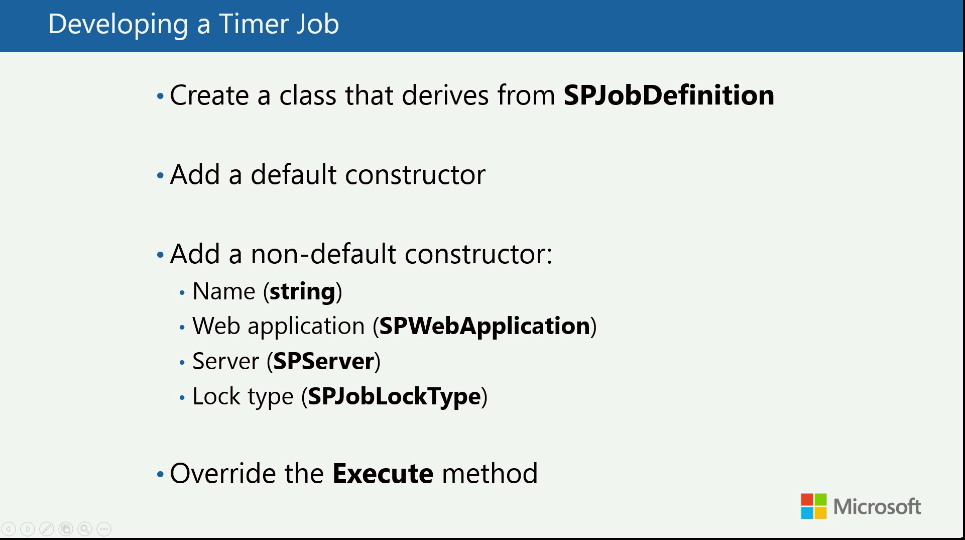 Developing a Timer Job
• Create a class that derives from SPJobDefinition
• Add a default constructor
• Add a non-default constructor:
• Name (string)
• Web application (SPWebApplication)
• Server (SPServer)
• Lock type (SPJobLockType)
• Override the Execute method
Microsoft